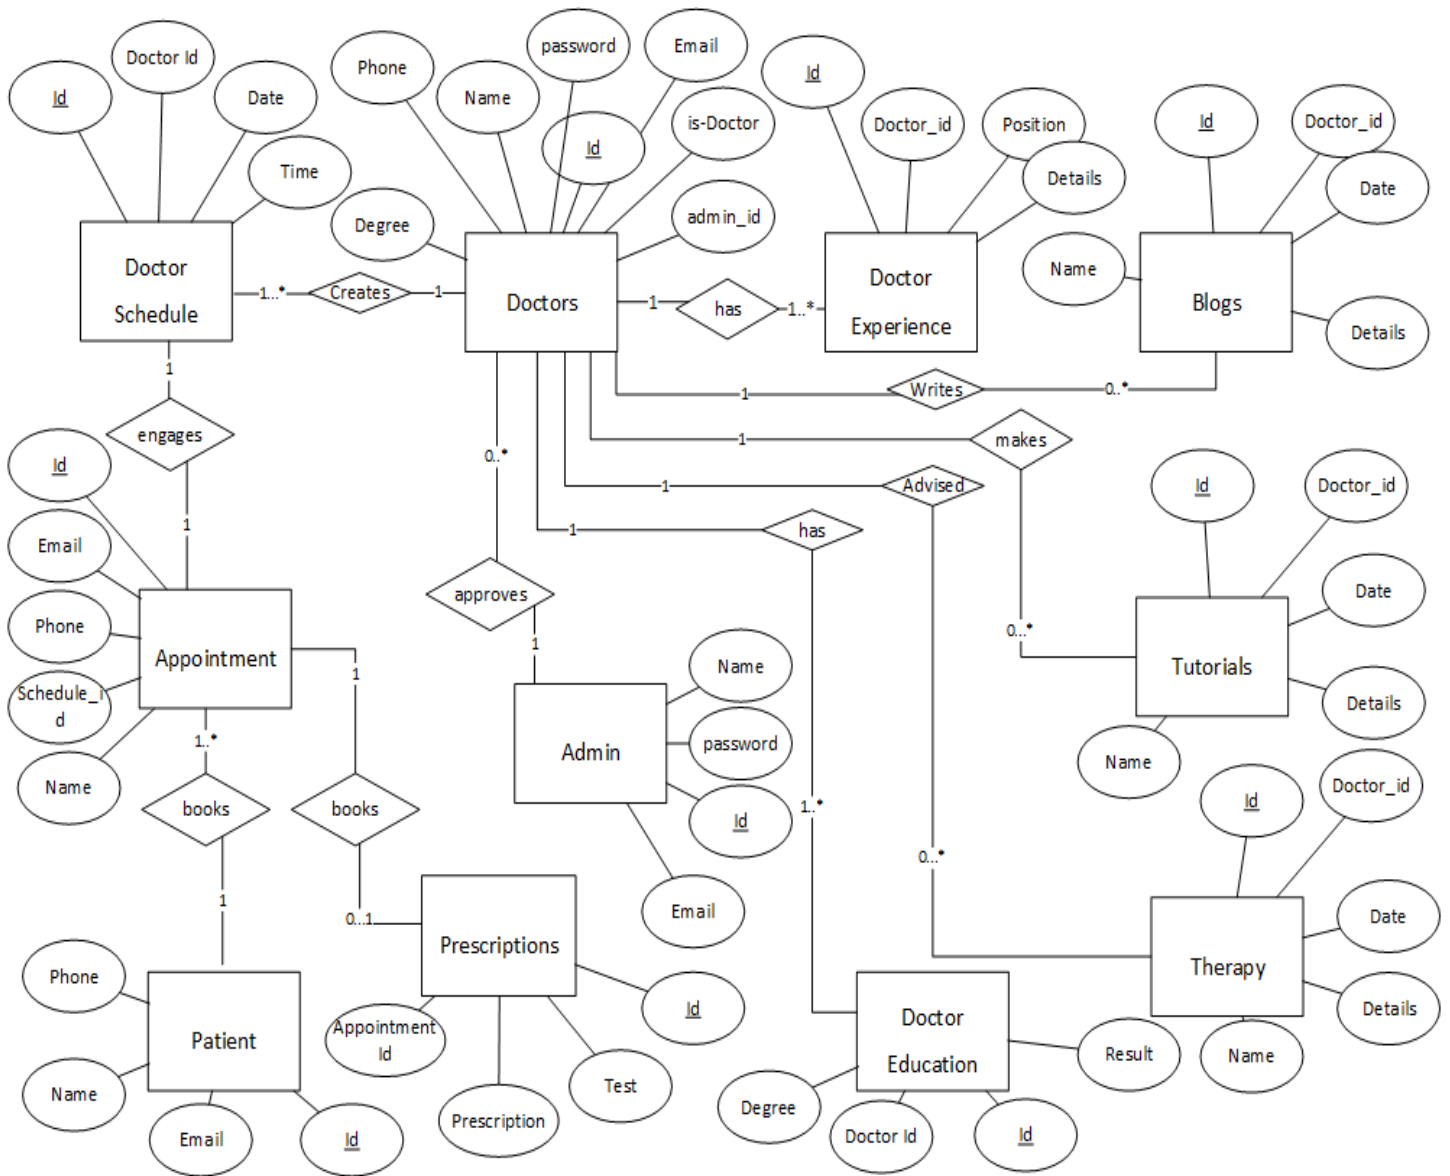 password
Email
Doctor Id
Phone
Id
Id
Date
Name
Doctor_id
Position
Id
Doctor_id
is-Doctor
Id
Time
Details
Date
Degree
admin_id
Doctor
Schedule
1...*
Creates
1
Doctors
1
has
1..*
Doctor
Experience
Name
Blogs
Details
1
engages
1
Writes
0..*
1
makes
Id
0..*
1
Advised
Id
Doctor_id
1
1
has
Email
approves
Date
Phone
Appointment
1
0...*
Tutorials
Schedule_i
d
1
Name
Details
1..*
Admin
password
Name
Name
Doctor_id
books
books
1..*
Id
Id
0...*
1
0...1
Email
Date
Prescriptions
Therapy
Phone
Id
Details
Patient
Appointment
Id
Doctor
Education
Result
Name
Name
Test
Degree
Prescription
Email
Id
Doctor Id
Id